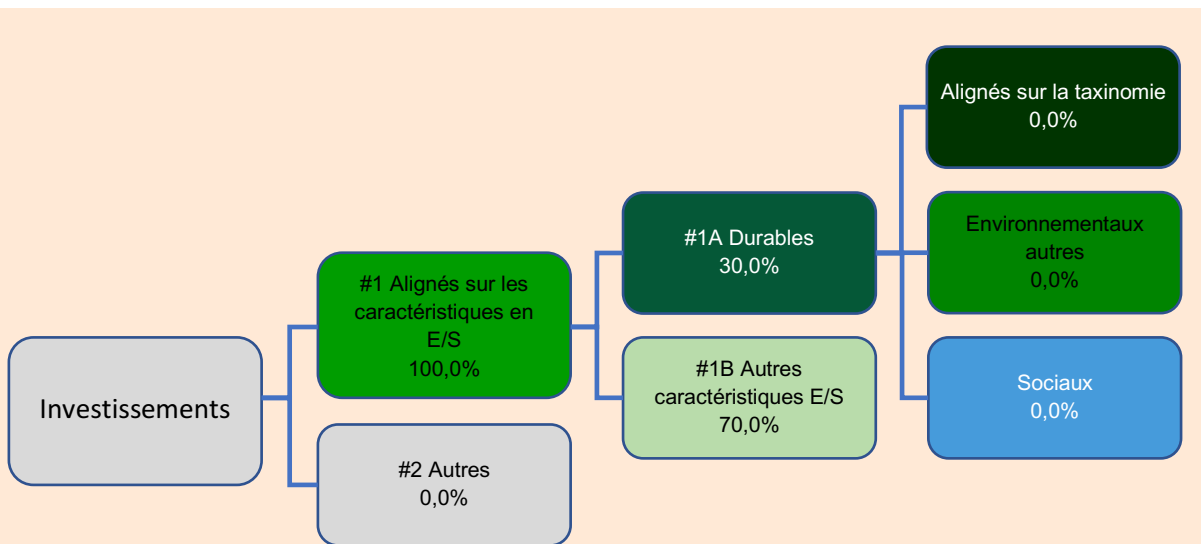 Investissements
#1 Alignés sur les
caractéristiques en
E/S
100,0%
#2 Autres
0,0%
#1A Durables
30,0%
#1B Autres
caractéristiques E/S
70,0%
Alignés sur la taxinomie
0,0%
Environnementaux
autres
0,0%
Sociaux
0,0%